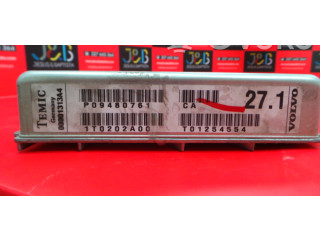 J&B
TEMIC
Germany
00001313A4
P09480761
CA
27.1
1T0202A00
T01254554
VOLVO